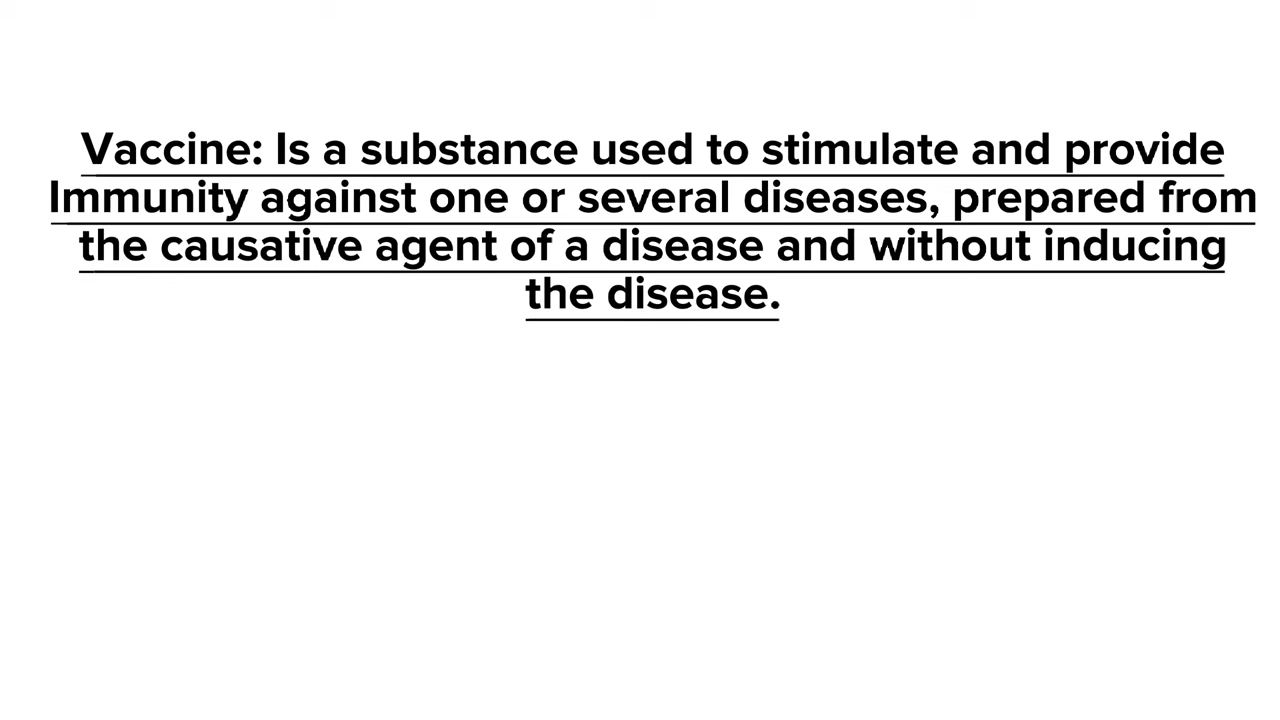 Vaccine: Is a substance used to stimulate and provide
Immunity against one or several diseases, prepared from
the causative agent of a disease and without inducing
the disease.